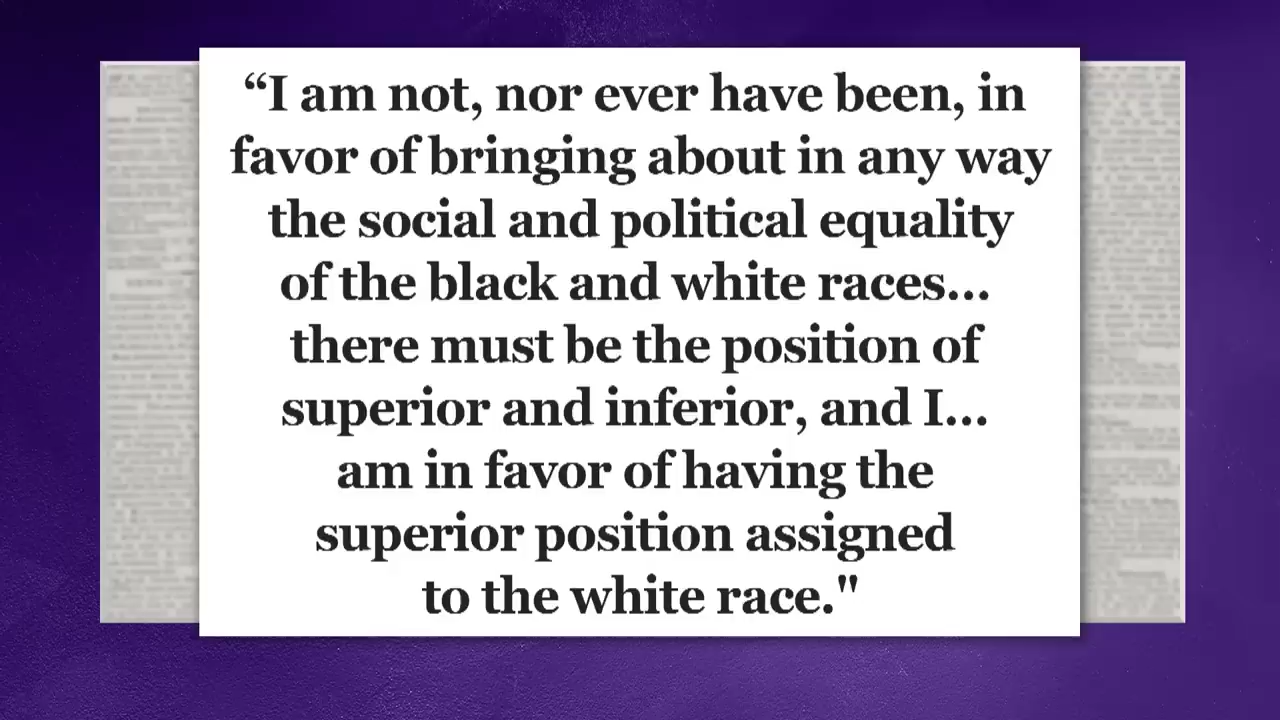 “I am not, nor ever have been, in
favor of bringing about in any way
the social and political equality
of the black and white races...
there must be the position of
superior and inferior, and I...
am in favor of having the
superior position assigned
to the white race."